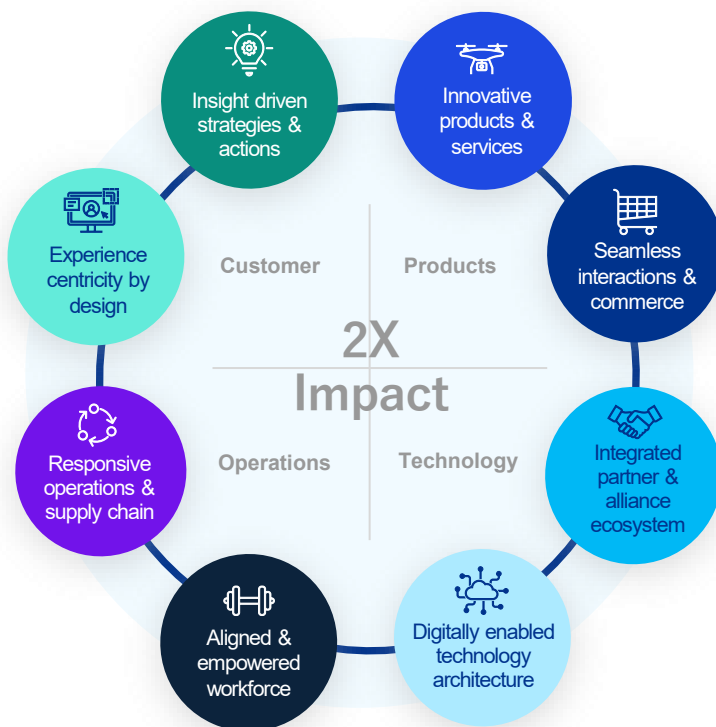 Insight driven
strategies &
actions
Innovative
products &
services
Experience
centricity by
design
Seamless
interactions &
commerce
Customer
Products
2X
Impact
Operations
Technology
Responsive
operations &
supply chain
Integrated
partner &
alliance
ecosystem
Aligned &
empowered
workforce
Digitally enabled
technology
architecture